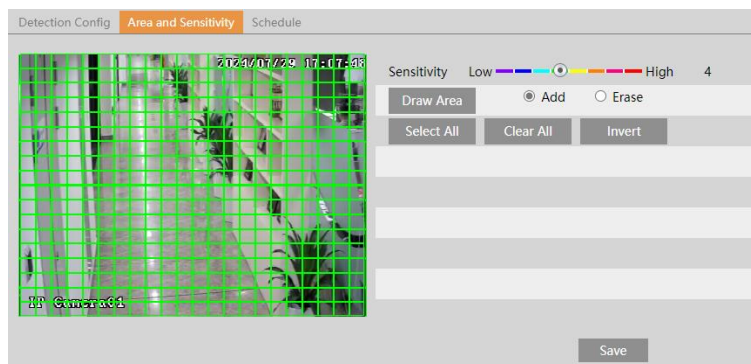 Detection Config Area and Sensitivity Schedule
2024/07/29 17:07:48
Sensitivity Low High 4
Draw Area Add Erase
Select All Clear All Invert
IP Camera01
Save